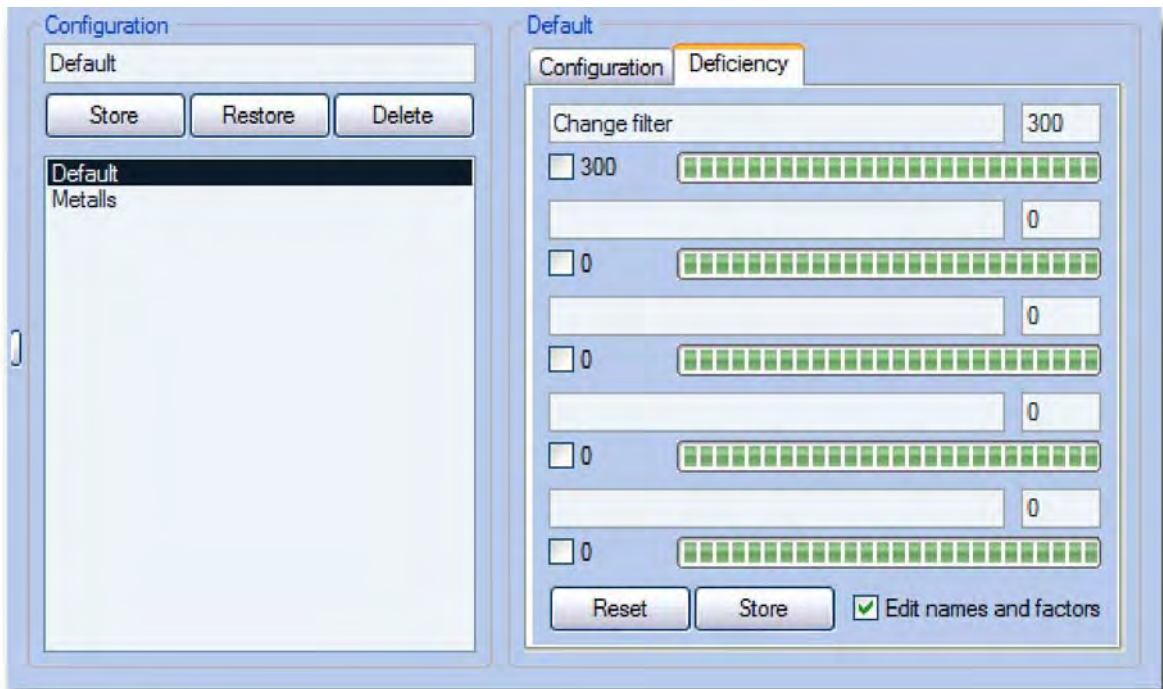 Configuration
Default
Store Restore Delete
Default
Metalls
Default
Configuration Deficiency
Change filter 300
300
0
0
0
0
0
0
0
0
Reset Store Edit names and factors